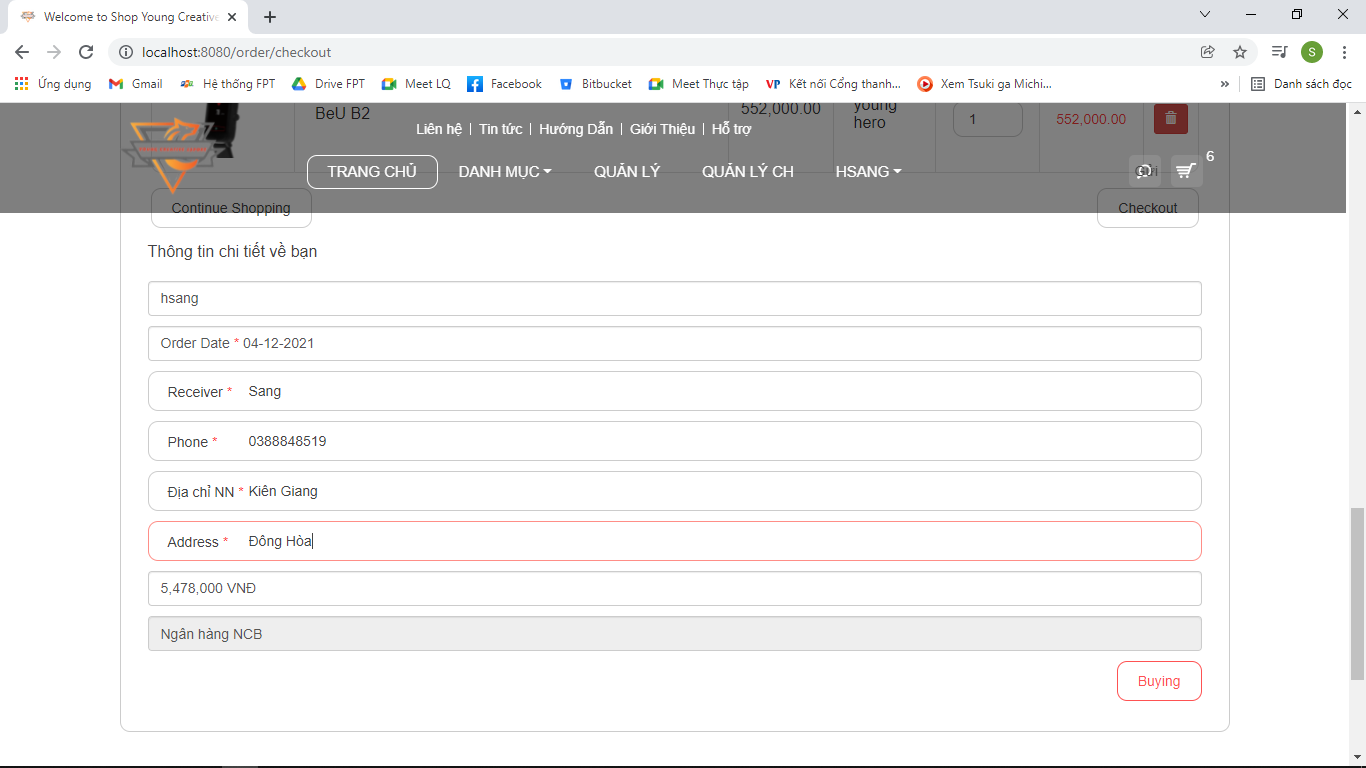 Welcome to Shop Young Creative
localhost:8080/order/checkout
S
Ứng dụng Gmail Hệ thống FPT Drive FPT Meet LQ Facebook Bitbucket Meet Thực tập VP Kết nối Cổng thanh... Xem Tsuki ga Michi... » Danh sách đọc
BeU B2 552,000.00 young hero 1 552,000.00
Liên hệ | Tin tức | Hướng Dẫn | Giới Thiệu | Hỗ trợ
TRANG CHỦ DANH MỤC QUẢN LÝ QUẢN LÝ CH HSANG 6
Continue Shopping Checkout
Thông tin chi tiết về bạn
hsang
Order Date * 04-12-2021
Receiver * Sang
Phone * 0388848519
Địa chỉ NN * Kiên Giang
Address * Đông Hòa
5,478,000 VNĐ
Ngân hàng NCB
Buying